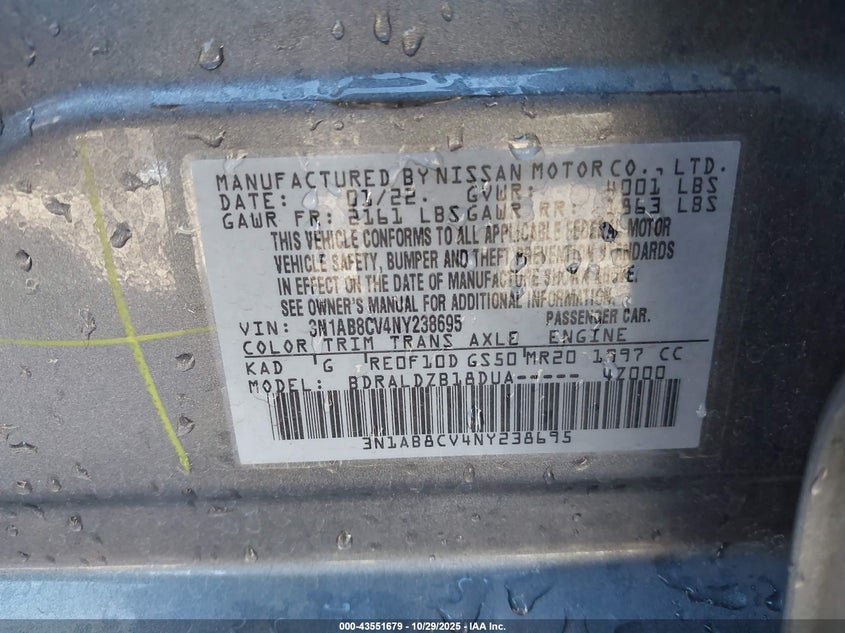 MANUFACTURED BY NISSAN MOTOR CO., LTD.
DATE: 01/22. GVWR: 4001 LBS
GAWR FR: 2161 LBS GAWR RR: 1963 LBS
THIS VEHICLE CONFORMS TO ALL APPLICABLE FEDERAL MOTOR
VEHICLE SAFETY, BUMPER AND THEFT PREVENTION STANDARDS
IN EFFECT ON THE DATE OF MANUFACTURE SHOWN ABOVE.
SEE OWNER'S MANUAL FOR ADDITIONAL INFORMATION.
VIN: 3N1AB8CV4NY238695 PASSENGER CAR.
COLOR TRIM TRANS AXLE ENGINE
KAD G RE0F10D GS50 MR20 1997 CC
MODEL: BDRALDZB18DUA----- 4Z000
3N1AB8CV4NY238695
000-43551679 - 10/29/2025 - IAA Inc.